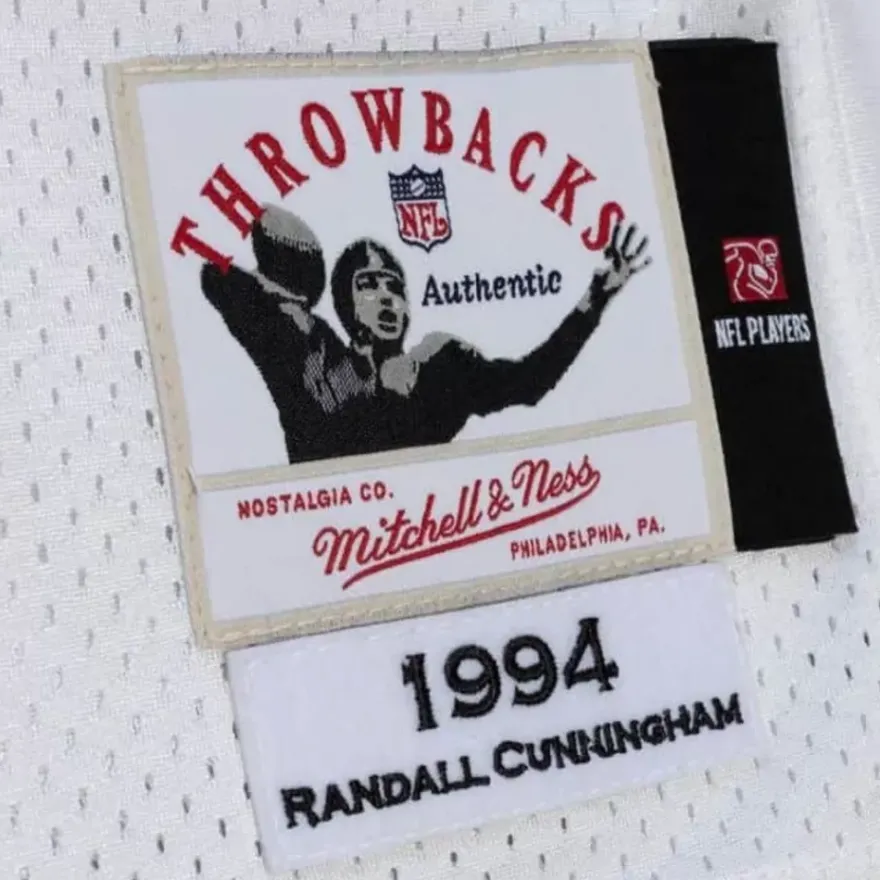 THROWBACKS
NFL
Authentic
NFL PLAYERS
NOSTALGIA CO.
Mitchell & Ness
PHILADELPHIA, PA.
1994
RANDALL CUNNINGHAM